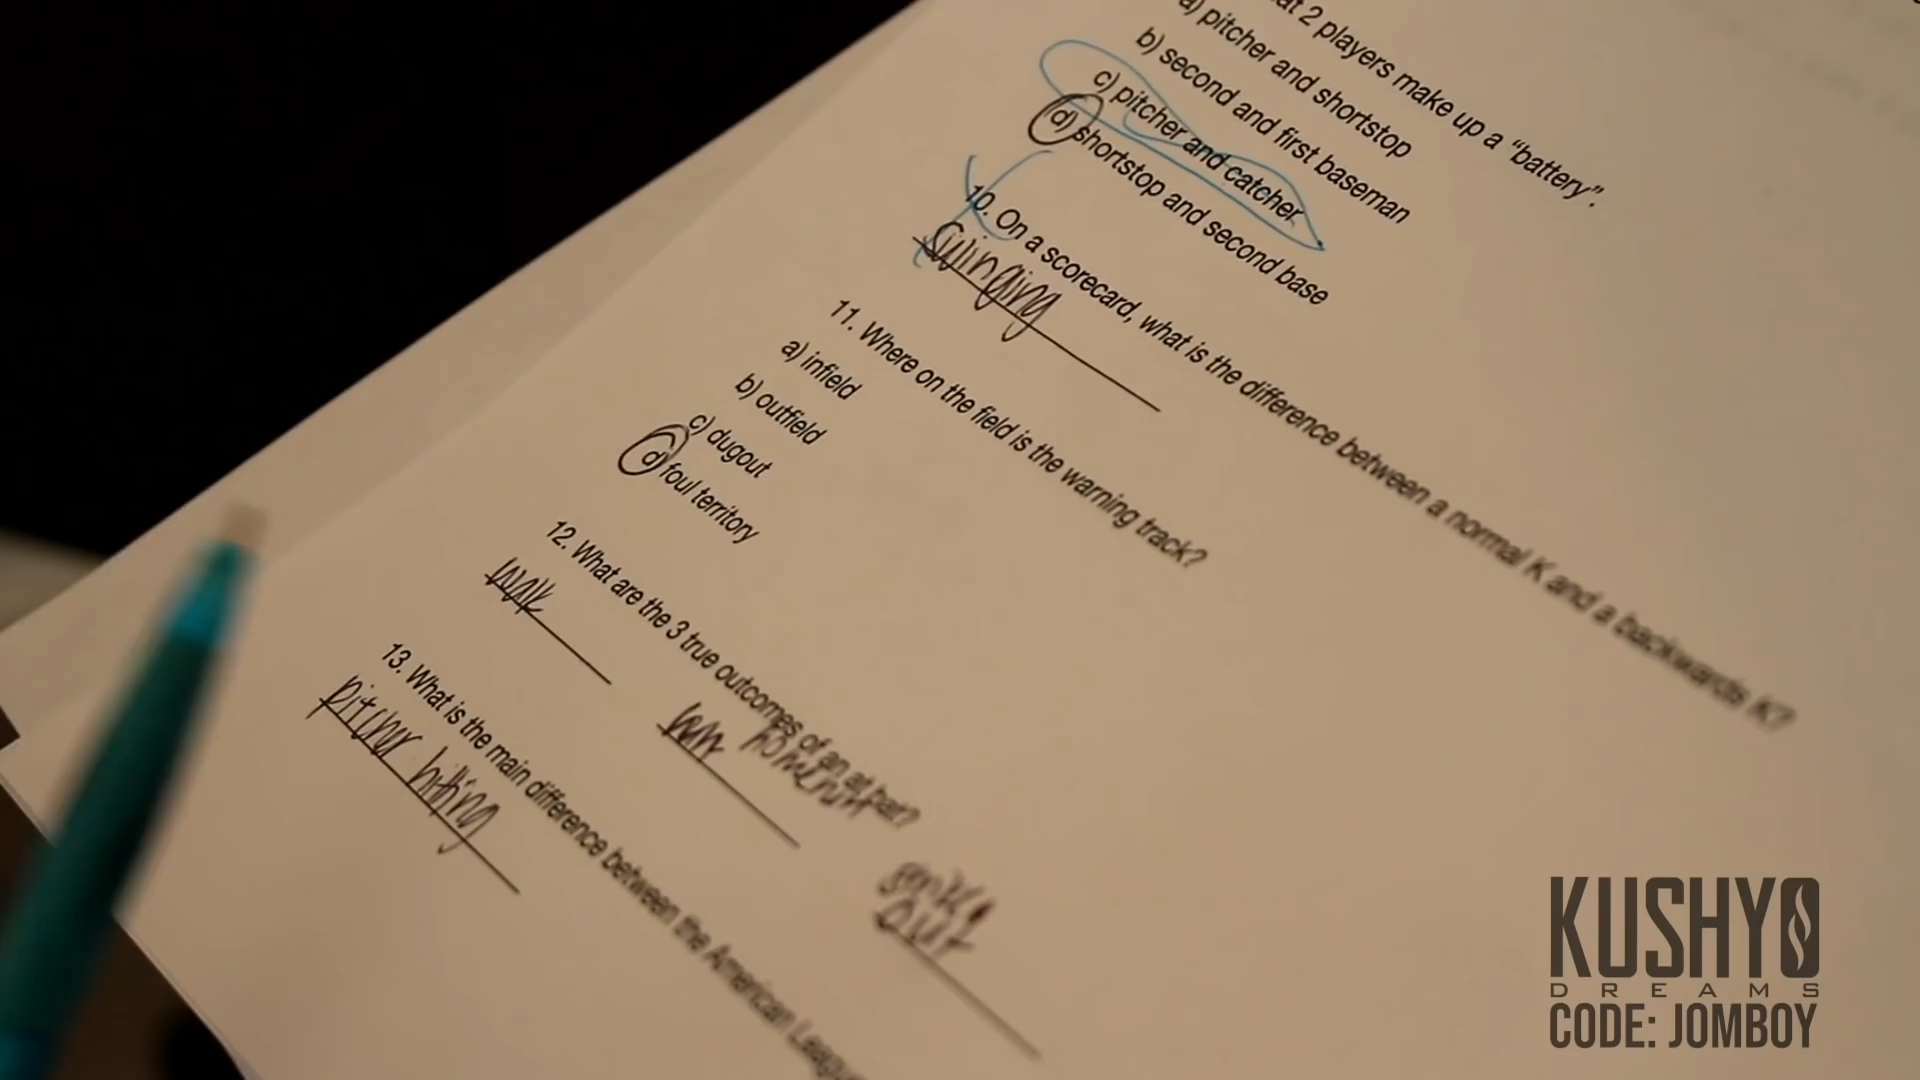 at 2 players make up a “battery”.
a) pitcher and shortstop
b) second and first baseman
c) pitcher and catcher
d) shortstop and second base
10. On a scorecard, what is the difference between a normal K and a backwards K?
Swinging
11. Where on the field is the warning track?
a) infield
b) outfield
c) dugout
d) foul territory
12. What are the 3 true outcomes of an at bat?
walk
home run
out
13. What is the main difference between the American League
pitcher hitting
KUSHY
DREAMS
CODE: JOMBOY